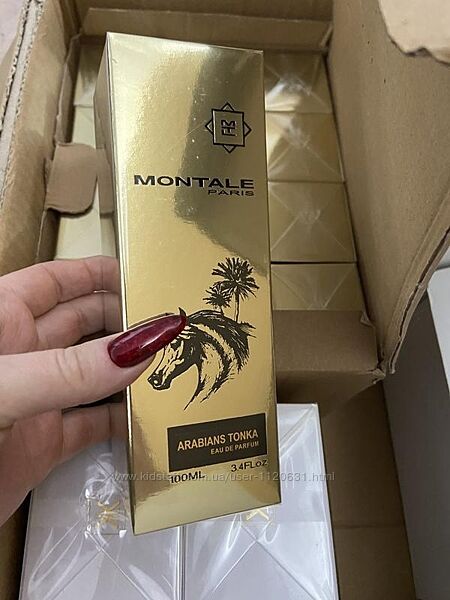 MONTALE
PARIS
ARABIANS TONKA
EAU DE PARFUM
100ML 3.4FL.OZ